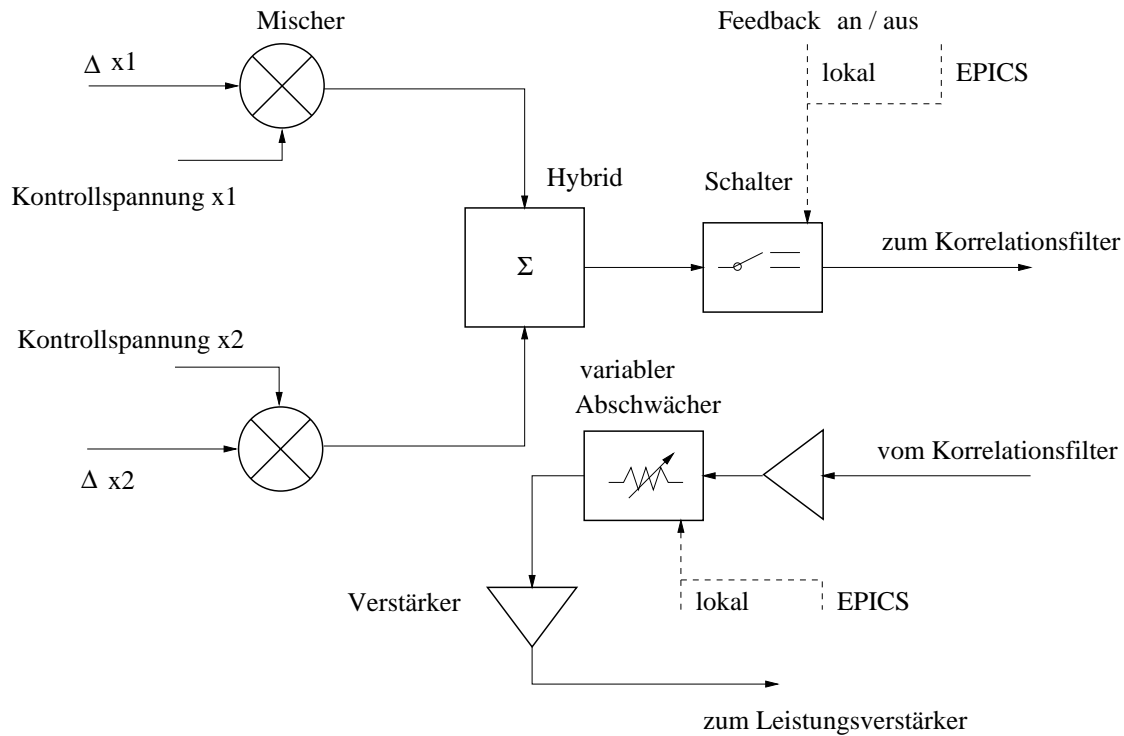 Mischer
Feedback an / aus
Δ x1
lokal
EPICS
Kontrollspannung x1
Hybrid
Schalter
zum Korrelationsfilter
Σ
Kontrollspannung x2
variabler
Abschwächer
vom Korrelationsfilter
Δ x2
Verstärker
lokal
EPICS
zum Leistungsverstärker